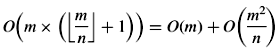 O(m × (⌊m/n⌋ + 1)) = O(m) + O(m²/n)